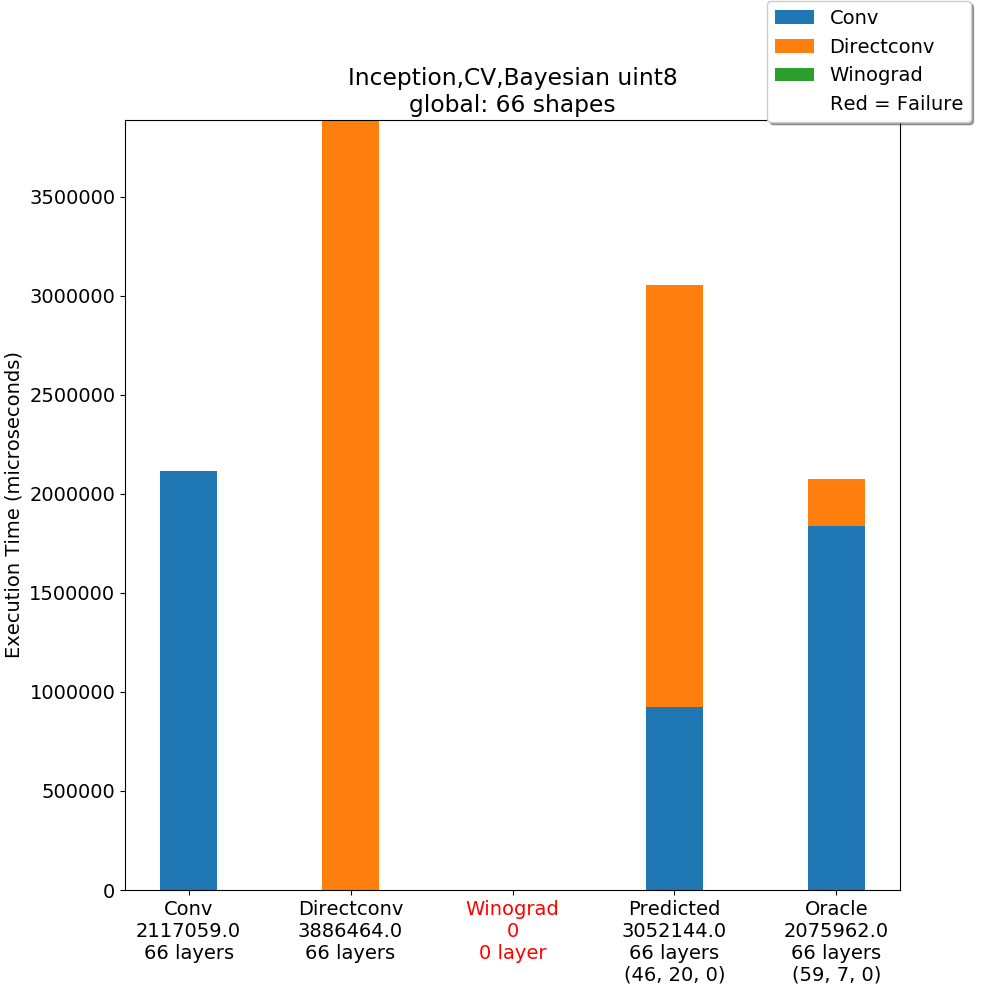 Conv
Directconv
Winograd
Red = Failure
Inception,CV,Bayesian uint8
global: 66 shapes
Execution Time (microseconds)
3500000
3000000
2500000
2000000
1500000
1000000
500000
0
Conv
2117059.0
66 layers
Directconv
3886464.0
66 layers
Winograd
0
0 layer
Predicted
3052144.0
66 layers
(46, 20, 0)
Oracle
2075962.0
66 layers
(59, 7, 0)